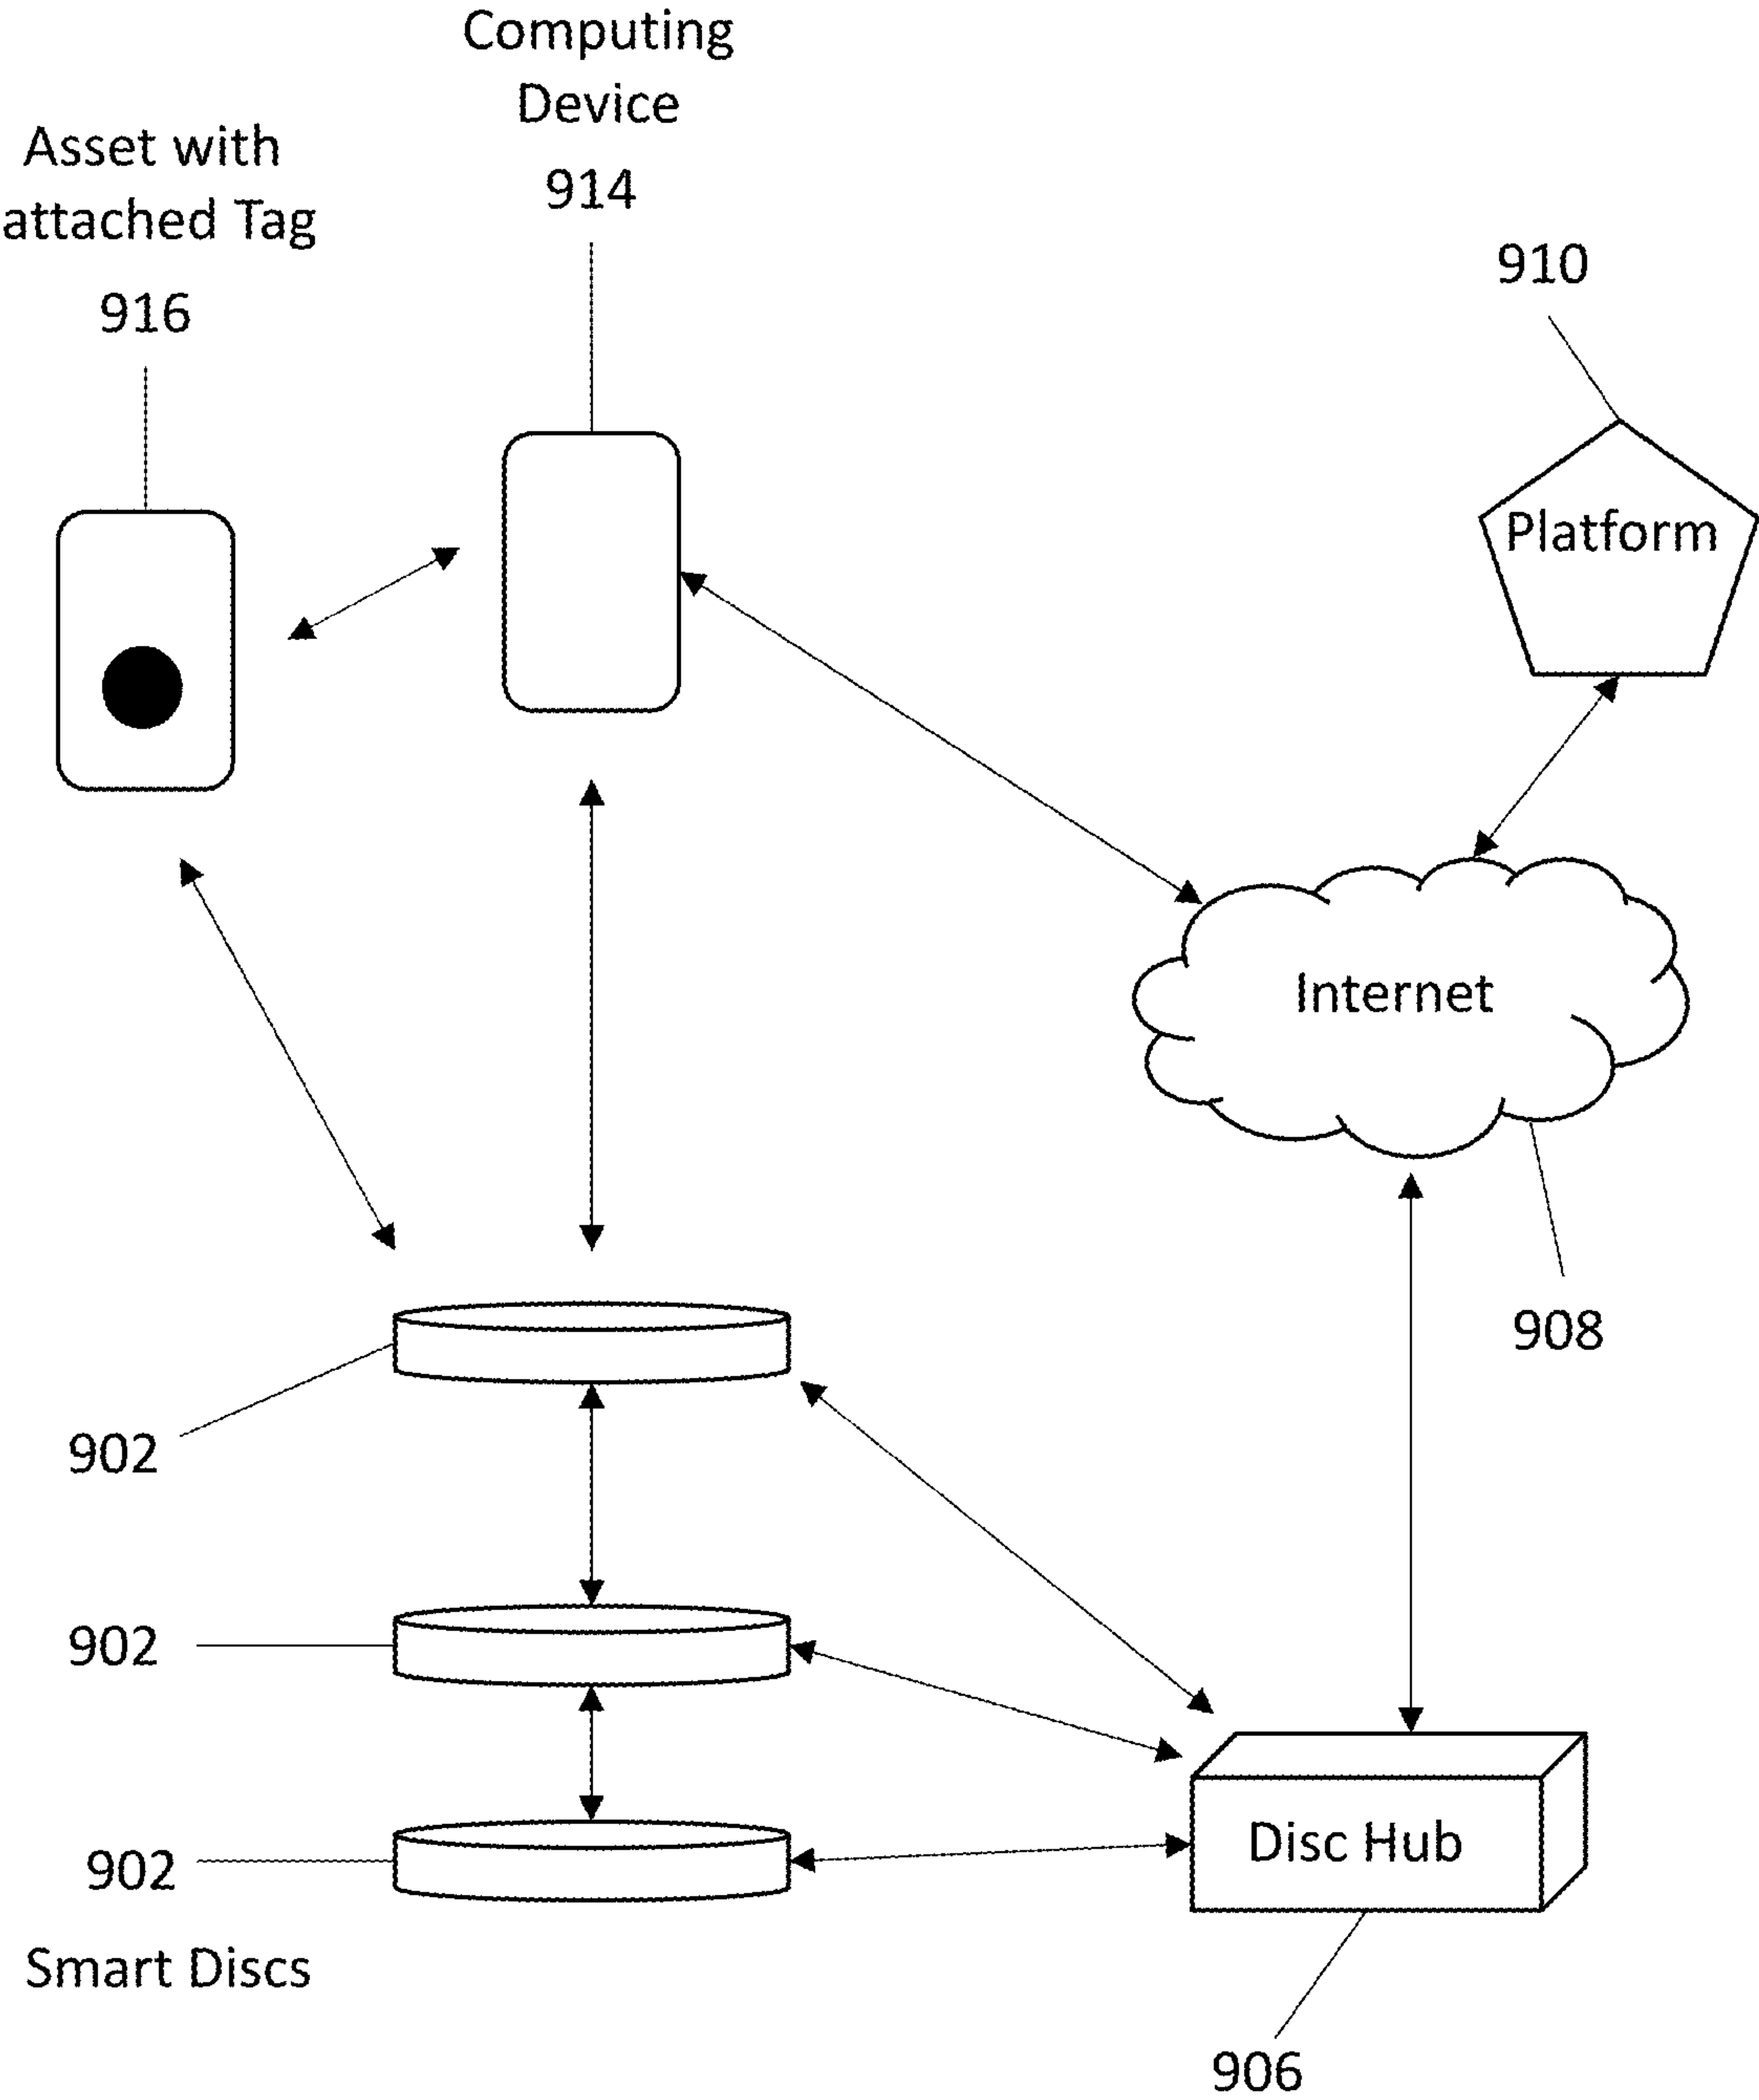 Computing
Device
914
Asset with
attached Tag
916
910
Platform
Internet
908
902
902
902
Smart Discs
Disc Hub
906